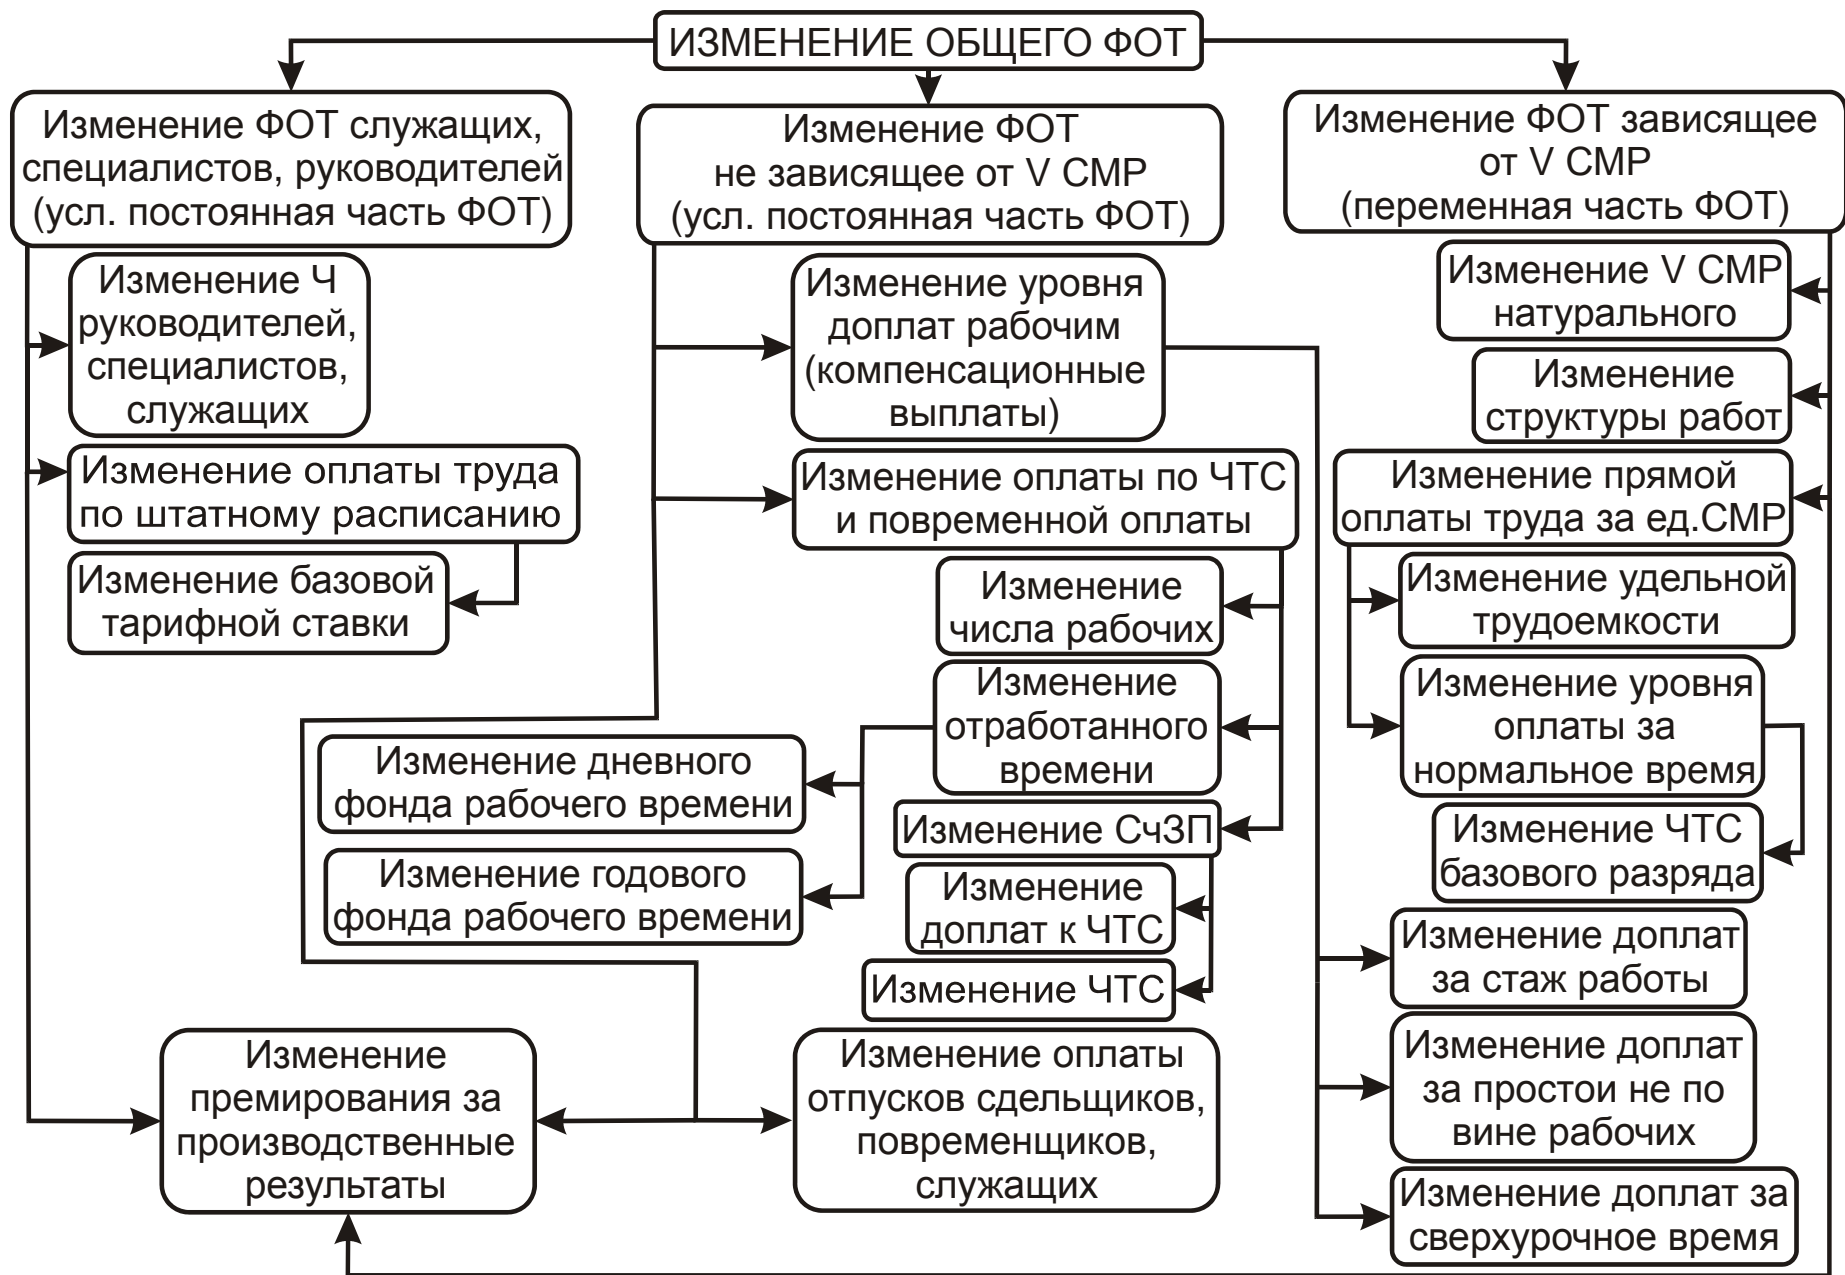 ИЗМЕНЕНИЕ ОБЩЕГО ФОТ
Изменение ФОТ служащих,
специалистов, руководителей
(усл. постоянная часть ФОТ)
Изменение ФОТ
не зависящее от V СМР
(усл. постоянная часть ФОТ)
Изменение ФОТ зависящее
от V СМР
(переменная часть ФОТ)
Изменение Ч
руководителей,
специалистов,
служащих
Изменение оплаты труда
по штатному расписанию
Изменение базовой
тарифной ставки
Изменение уровня
доплат рабочим
(компенсационные
выплаты)
Изменение оплаты по ЧТС
и повременной оплаты
Изменение
числа рабочих
Изменение
отработанного
времени
Изменение дневного
фонда рабочего времени
Изменение годового
фонда рабочего времени
Изменение СчЗП
Изменение
доплат к ЧТС
Изменение ЧТС
Изменение V СМР
натурального
Изменение
структуры работ
Изменение прямой
оплаты труда за ед.СМР
Изменение удельной
трудоемкости
Изменение уровня
оплаты за
нормальное время
Изменение ЧТС
базового разряда
Изменение доплат
за стаж работы
Изменение доплат
за простои не по
вине рабочих
Изменение доплат за
сверхурочное время
Изменение
премирования за
производственные
результаты
Изменение оплаты
отпусков сдельщиков,
повременщиков,
служащих